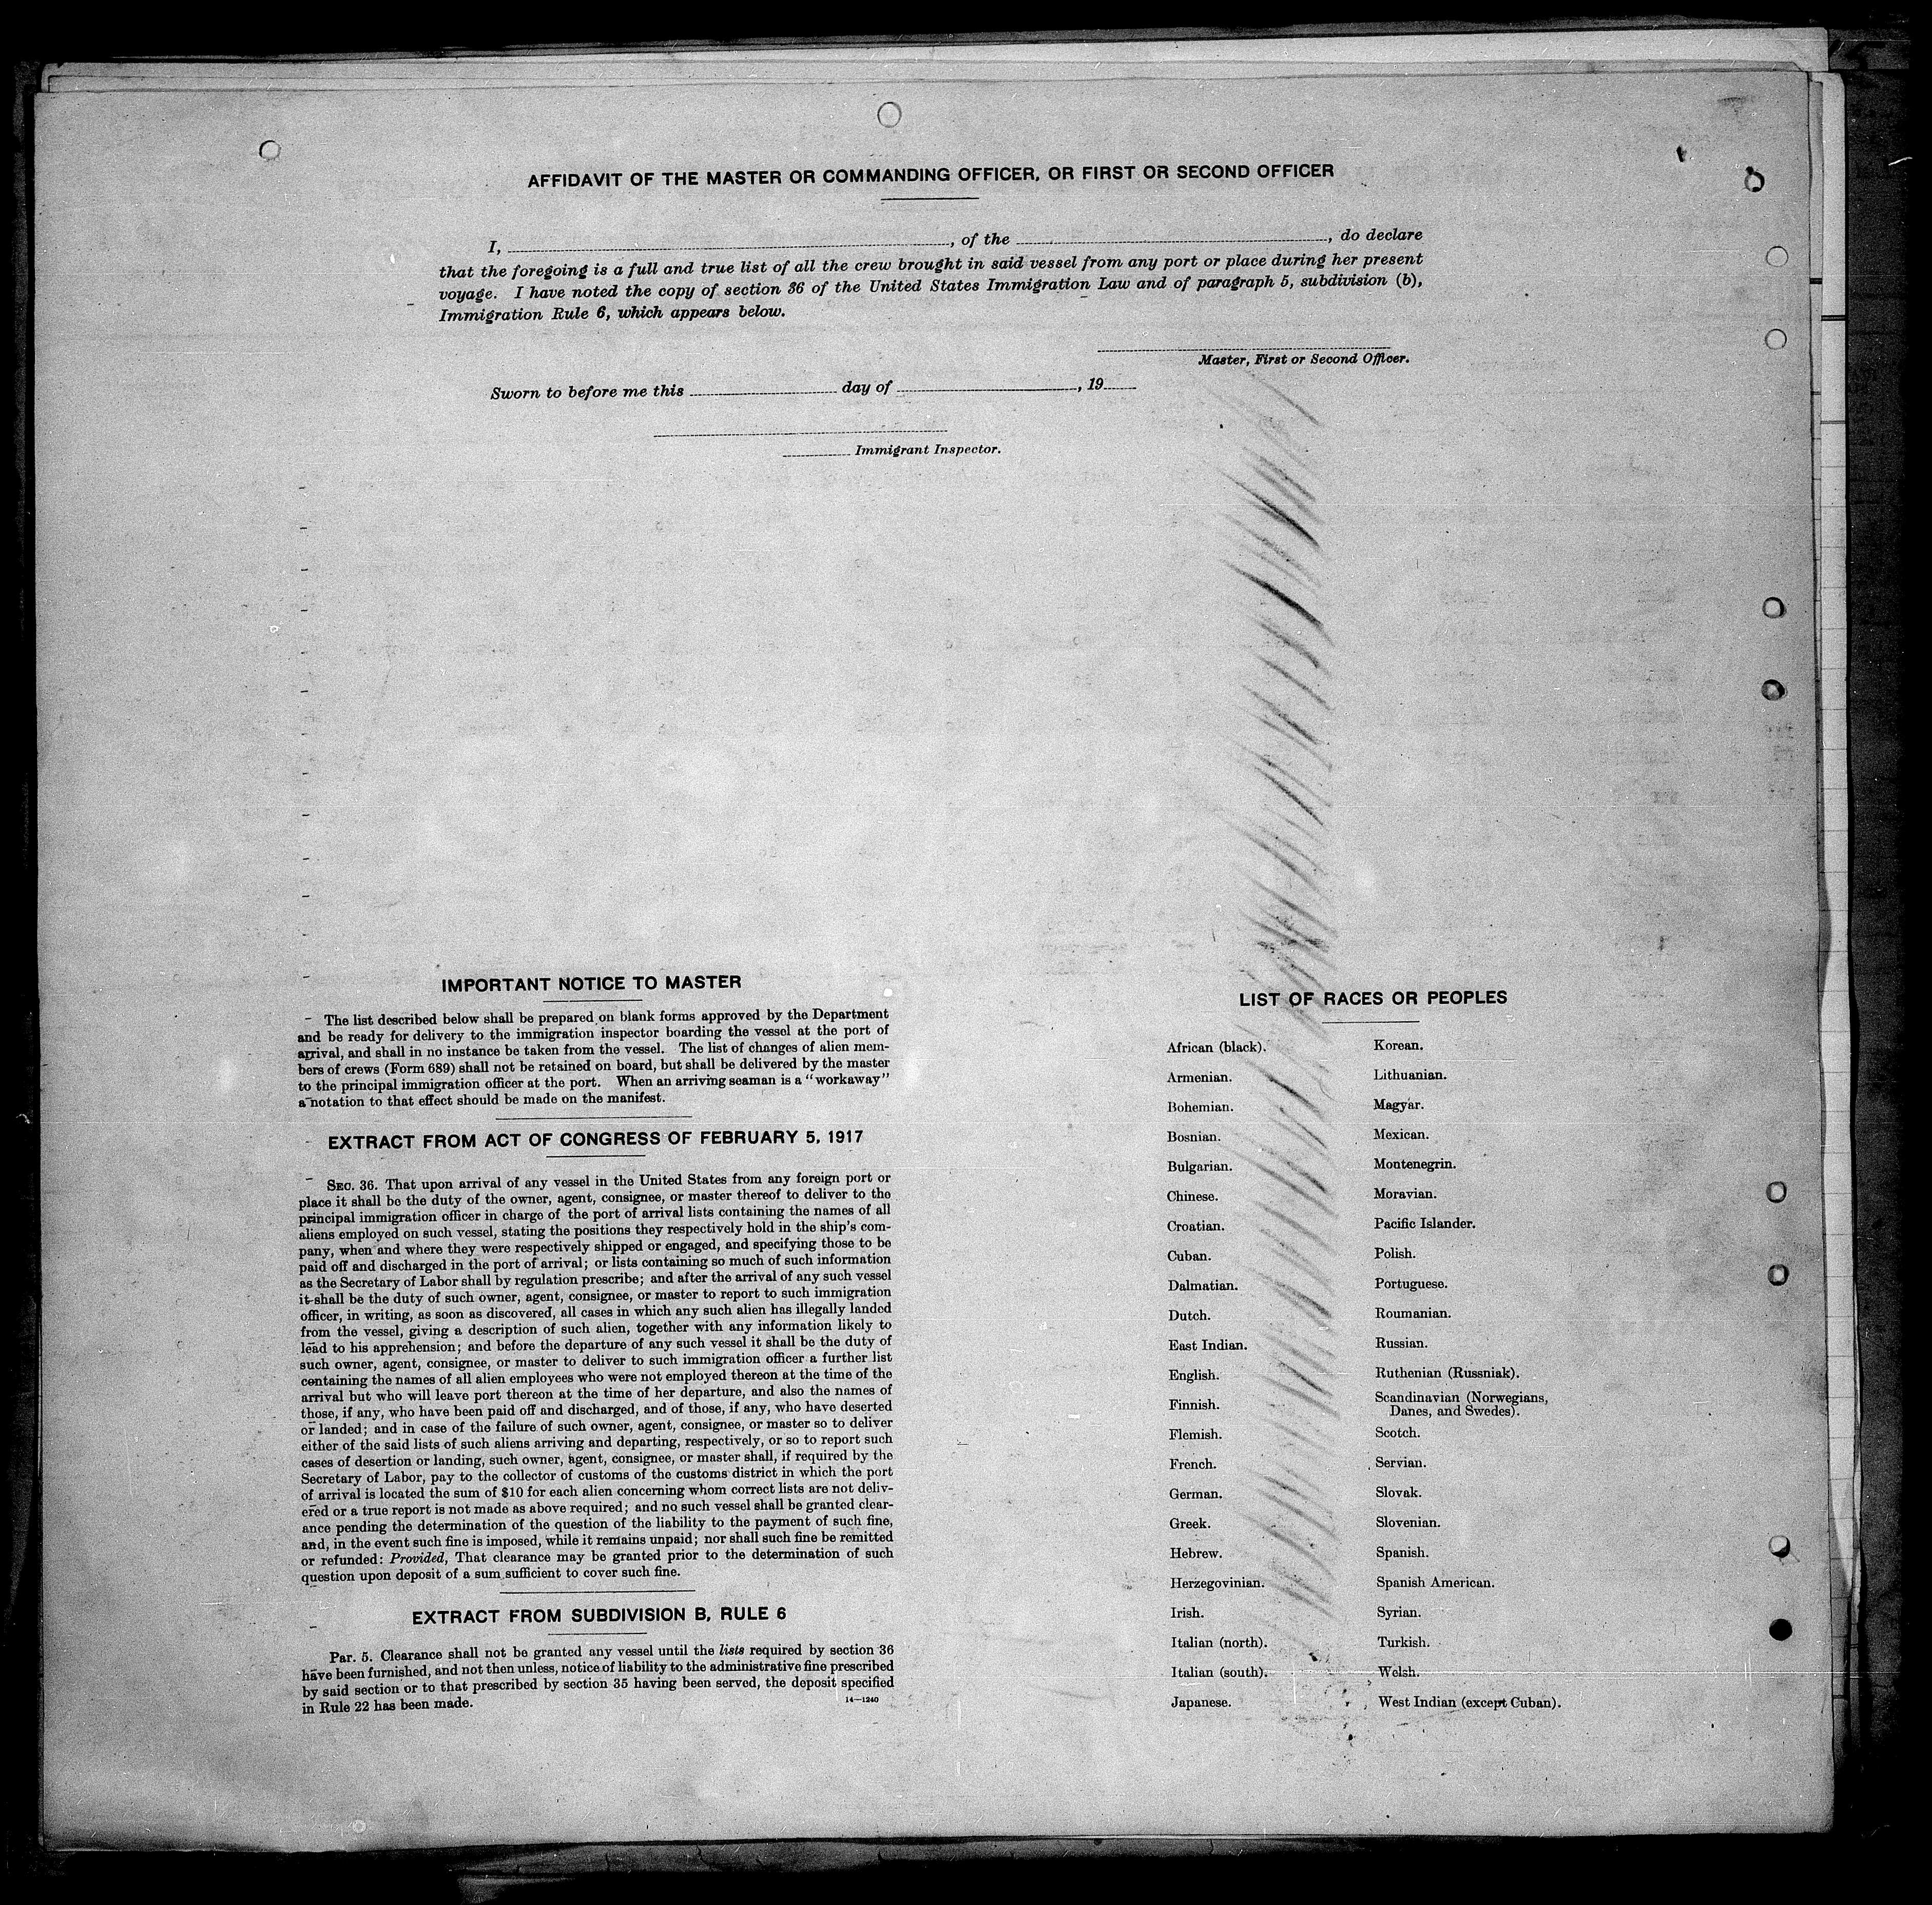 AFFIDAVIT OF THE MASTER OR COMMANDING OFFICER, OR FIRST OR SECOND OFFICER
I, , of the , do declare
that the foregoing is a full and true list of all the crew brought in said vessel from any port or place during her present
voyage. I have noted the copy of section 36 of the United States Immigration Law and of paragraph 5, subdivision (b),
Immigration Rule 6, which appears below.
Master, First or Second Officer.
Sworn to before me this day of , 19
Immigrant Inspector.
IMPORTANT NOTICE TO MASTER
The list described below shall be prepared on blank forms approved by the Department
and be ready for delivery to the immigration inspector boarding the vessel at the port of
arrival, and shall in no instance be taken from the vessel. The list of changes of alien mem-
bers of crews (Form 689) shall not be retained on board, but shall be delivered by the master
to the principal immigration officer at the port. When an arriving seaman is a "workaway"
a notation to that effect should be made on the manifest.
EXTRACT FROM ACT OF CONGRESS OF FEBRUARY 5, 1917
SEC. 36. That upon arrival of any vessel in the United States from any foreign port or
place it shall be the duty of the owner, agent, consignee, or master thereof to deliver to the
principal immigration officer in charge of the port of arrival lists containing the names of all
aliens employed on such vessel, stating the positions they respectively hold in the ship's com-
pany, when and where they were respectively shipped or engaged, and specifying those to be
paid off and discharged in the port of arrival; or lists containing so much of such information
as the Secretary of Labor shall by regulation prescribe; and after the arrival of any such vessel
it shall be the duty of such owner, agent, consignee, or master to report to such immigration
officer, in writing, as soon as discovered, all cases in which any such alien has illegally landed
from the vessel, giving a description of such alien, together with any information likely to
lead to his apprehension; and before the departure of any such vessel it shall be the duty of
such owner, agent, consignee, or master to deliver to such immigration officer a further list
containing the names of all alien employees who were not employed thereon at the time of the
arrival but who will leave port thereon at the time of her departure, and also the names of
those, if any, who have been paid off and discharged, and of those, if any, who have deserted
or landed; and in case of the failure of such owner, agent, consignee, or master so to deliver
either of the said lists of such aliens arriving and departing, respectively, or so to report such
cases of desertion or landing, such owner, agent, consignee, or master shall, if required by the
Secretary of Labor, pay to the collector of customs of the customs district in which the port
of arrival is located the sum of $10 for each alien concerning whom correct lists are not deliv-
ered or a true report is not made as above required; and no such vessel shall be granted clear-
ance pending the determination of the question of the liability to the payment of such fine,
and, in the event such fine is imposed, while it remains unpaid; nor shall such fine be remitted
or refunded: Provided, That clearance may be granted prior to the determination of such
question upon deposit of a sum sufficient to cover such fine.
EXTRACT FROM SUBDIVISION B, RULE 6
Par. 5. Clearance shall not be granted any vessel until the lists required by section 36
have been furnished, and not then unless, notice of liability to the administrative fine prescribed
by said section or to that prescribed by section 35 having been served, the deposit specified
in Rule 22 has been made.
14—1240
LIST OF RACES OR PEOPLES
African (black).
Armenian.
Bohemian.
Bosnian.
Bulgarian.
Chinese.
Croatian.
Cuban.
Dalmatian.
Dutch.
East Indian.
English.
Finnish.
Flemish.
French.
German.
Greek.
Hebrew.
Herzegovinian.
Irish.
Italian (north).
Italian (south).
Japanese.
Korean.
Lithuanian.
Magyar.
Mexican.
Montenegrin.
Moravian.
Pacific Islander.
Polish.
Portuguese.
Roumanian.
Russian.
Ruthenian (Russniak).
Scandinavian (Norwegians,
Danes, and Swedes).
Scotch.
Servian.
Slovak.
Slovenian.
Spanish.
Spanish American.
Syrian.
Turkish.
Welsh.
West Indian (except Cuban).